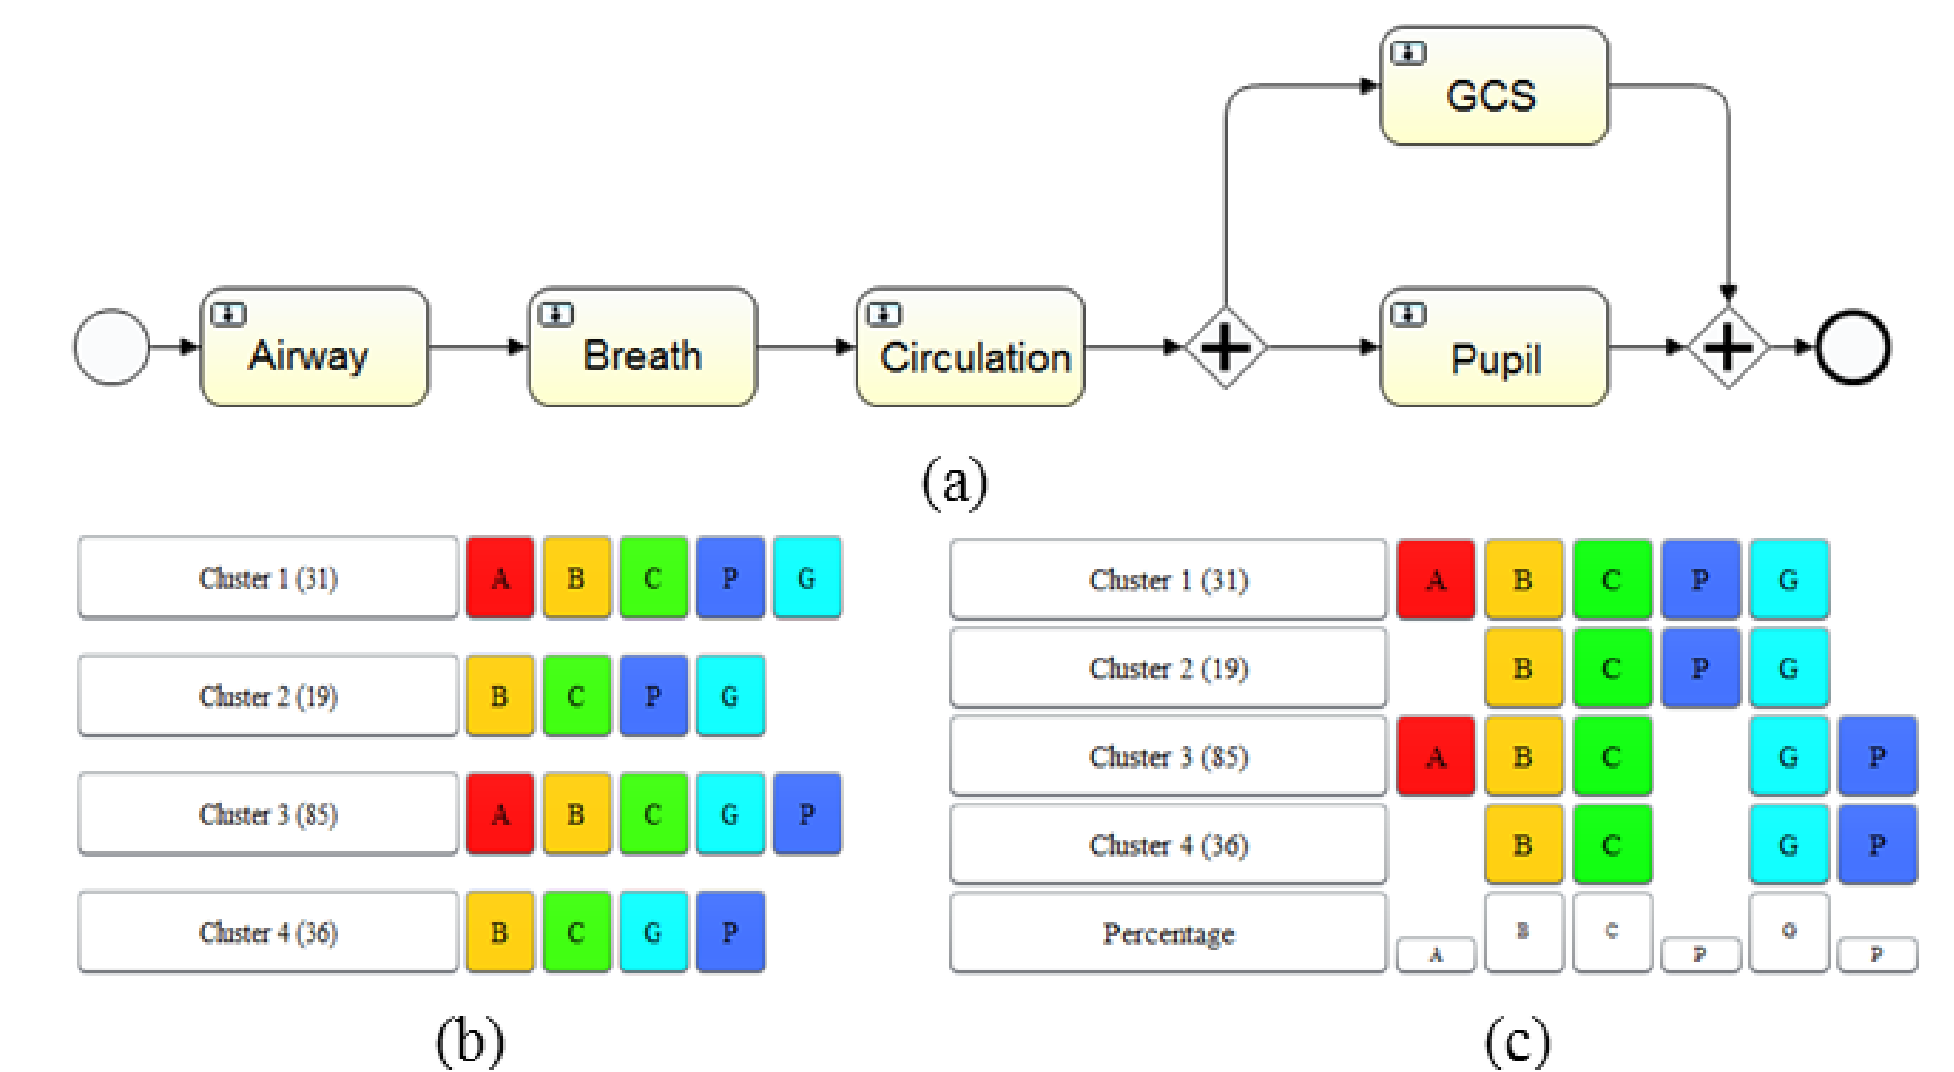 GCS
Airway
Breath
Circulation
Pupil
(a)
Cluster 1 (31) A B C P G
Cluster 2 (19) B C P G
Cluster 3 (85) A B C G P
Cluster 4 (36) B C G P
(b)
Cluster 1 (31) A B C P G
Cluster 2 (19) B C P G
Cluster 3 (85) A B C G P
Cluster 4 (36) B C G P
Percentage A B C P G P
(c)